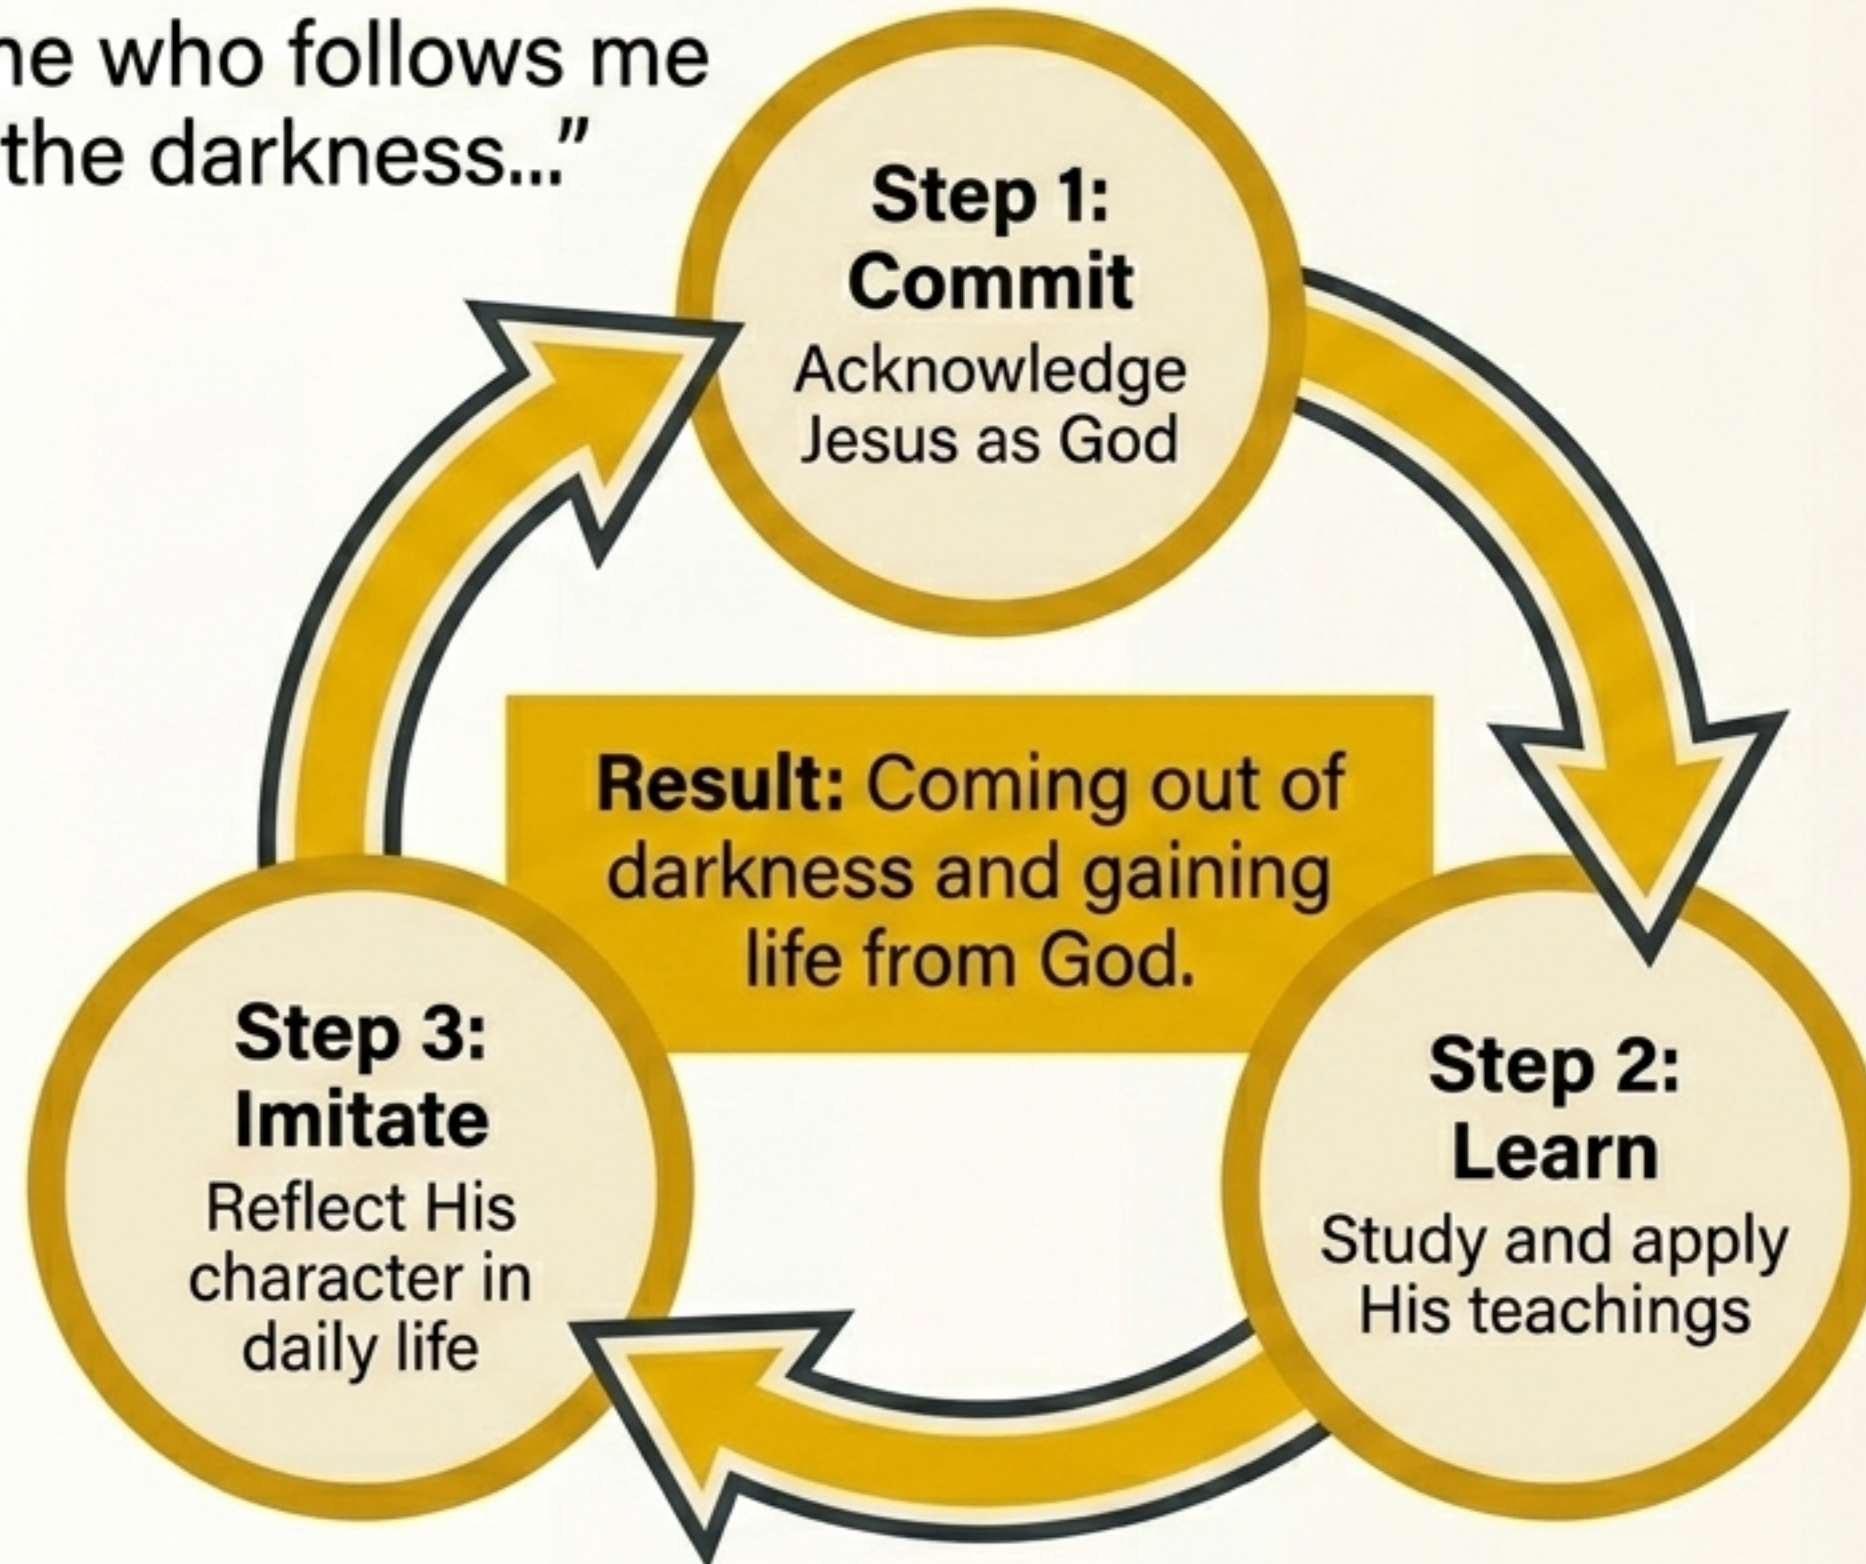 who follows me
the darkness...”
Step 1:
Commit
Acknowledge
Jesus as God
Result: Coming out of
darkness and gaining
life from God.
Step 2:
Learn
Study and apply
His teachings
Step 3:
Imitate
Reflect His
character in
daily life